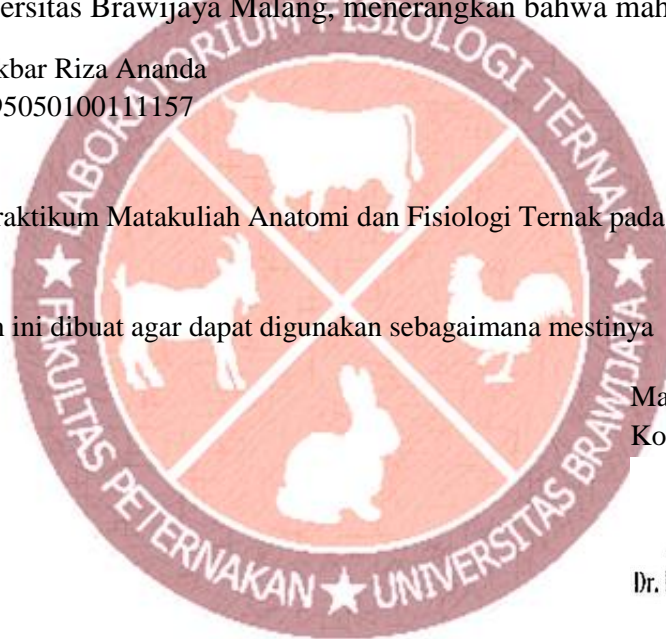 ersitas Brawijaya Malang, menerangkan bahwa mah
kbar Riza Ananda
95050100111157
raktikum Matakuliah Anatomi dan Fisiologi Ternak pada
n ini dibuat agar dapat digunakan sebagaimana mestinya
Ma
Ko
Dr.
LABORATORIUM FISIOLOGI TERNAK
FAKULTAS PETERNAKAN ★ UNIVERSITAS BRAWIJAYA